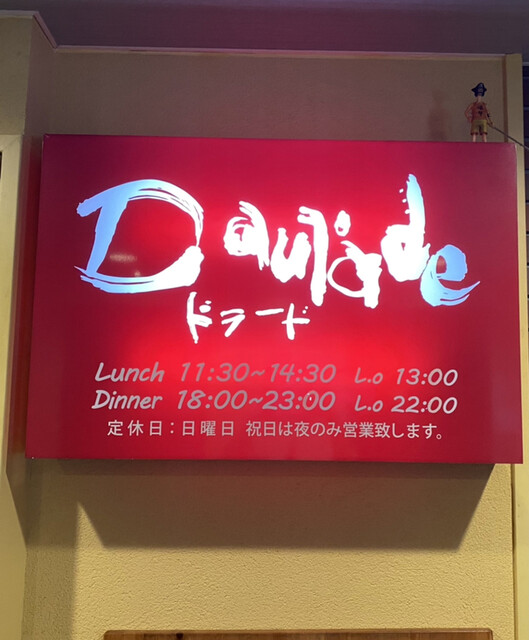 Daurade
ドラード
Lunch 11:30~14:30 L.o 13:00
Dinner 18:00~23:00 L.o 22:00
定休日：日曜日 祝日は夜のみ営業致します。